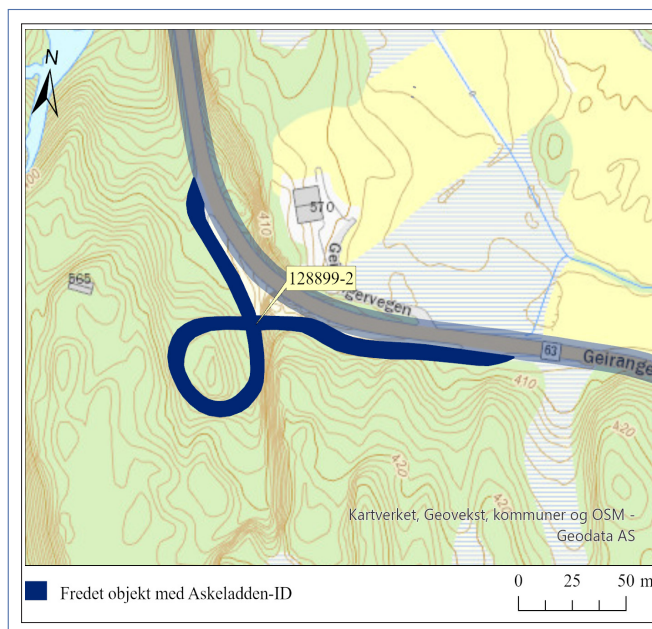 N
400
410
570
Geirangervegen
565
128899-2
63
Geirange
410
420
420
42
Kartverket, Geovekst, kommuner og OSM -
Geodata AS
Fredet objekt med Askeladden-ID
0 25 50 m